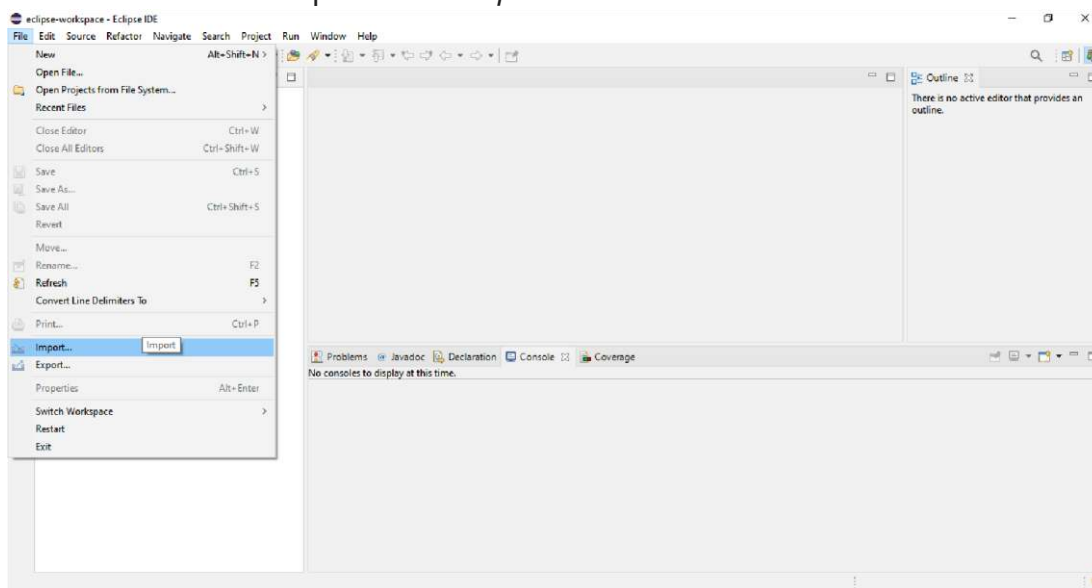 eclipse-workspace - Eclipse IDE
File Edit Source Refactor Navigate Search Project Run Window Help
New Alt+Shift+N >
Open File...
Open Projects from File System...
Recent Files >
Close Editor Ctrl+W
Close All Editors Ctrl+Shift+W
Save Ctrl+S
Save As...
Save All Ctrl+Shift+S
Revert
Move...
Rename... F2
Refresh F5
Convert Line Delimiters To >
Print... Ctrl+P
Import... Import
Export...
Properties Alt+Enter
Switch Workspace >
Restart
Exit
Outline
There is no active editor that provides an
outline.
Problems @ Javadoc Declaration Console Coverage
No consoles to display at this time.